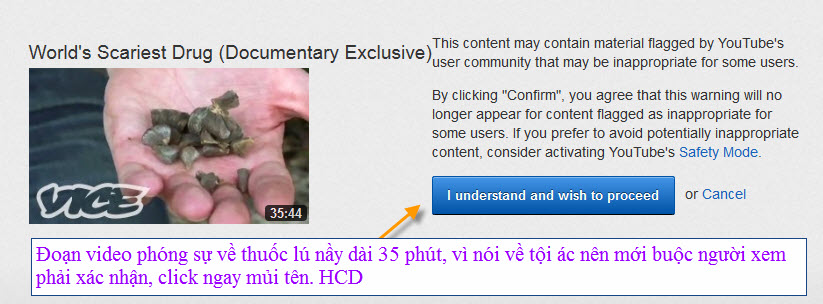 World's Scariest Drug (Documentary Exclusive)
VICE
35:44
This content may contain material flagged by YouTube's
user community that may be inappropriate for some users.
By clicking "Confirm", you agree that this warning will no
longer appear for content flagged as inappropriate for
some users. If you prefer to avoid potentially inappropriate
content, consider activating YouTube's Safety Mode.
I understand and wish to proceed or Cancel
Đoạn video phóng sự về thuốc lú nầy dài 35 phút, vì nói về tội ác nên mới buộc người xem
phải xác nhận, click ngay mủi tên. HCD